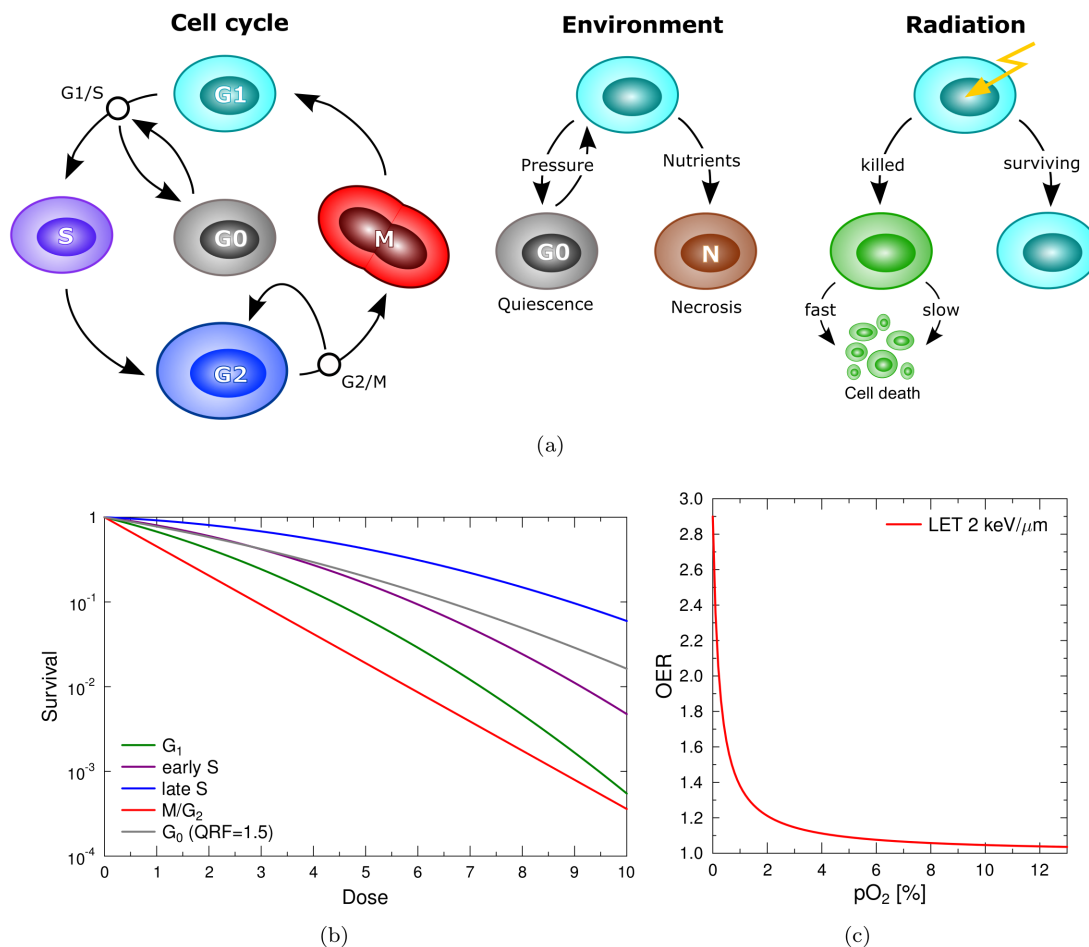 Cell cycle
Environment
Radiation
G1/S
G1
S
G0
M
G2
G2/M
Pressure
Nutrients
G0
N
Quiescence
Necrosis
killed
surviving
fast
slow
Cell death
(a)
Survival
1
10⁻¹
10⁻²
10⁻³
10⁻⁴
G₁
early S
late S
M/G₂
G₀ (QRF=1.5)
0 1 2 3 4 5 6 7 8 9 10
Dose
(b)
OER
3.0
2.8
2.6
2.4
2.2
2.0
1.8
1.6
1.4
1.2
1.0
LET 2 keV/μm
0 2 4 6 8 10 12
pO₂ [%]
(c)